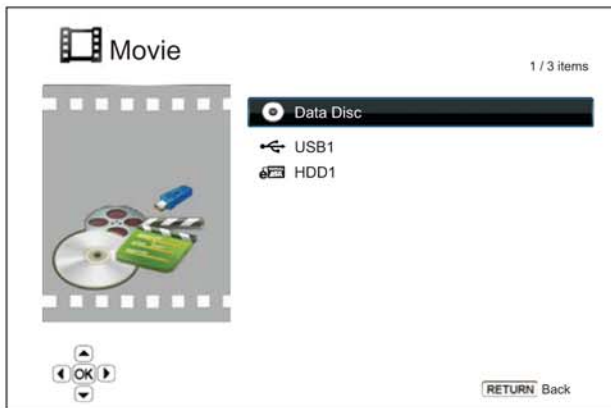 Movie
1 / 3 items
Data Disc
USB1
HDD1
OK
RETURN Back